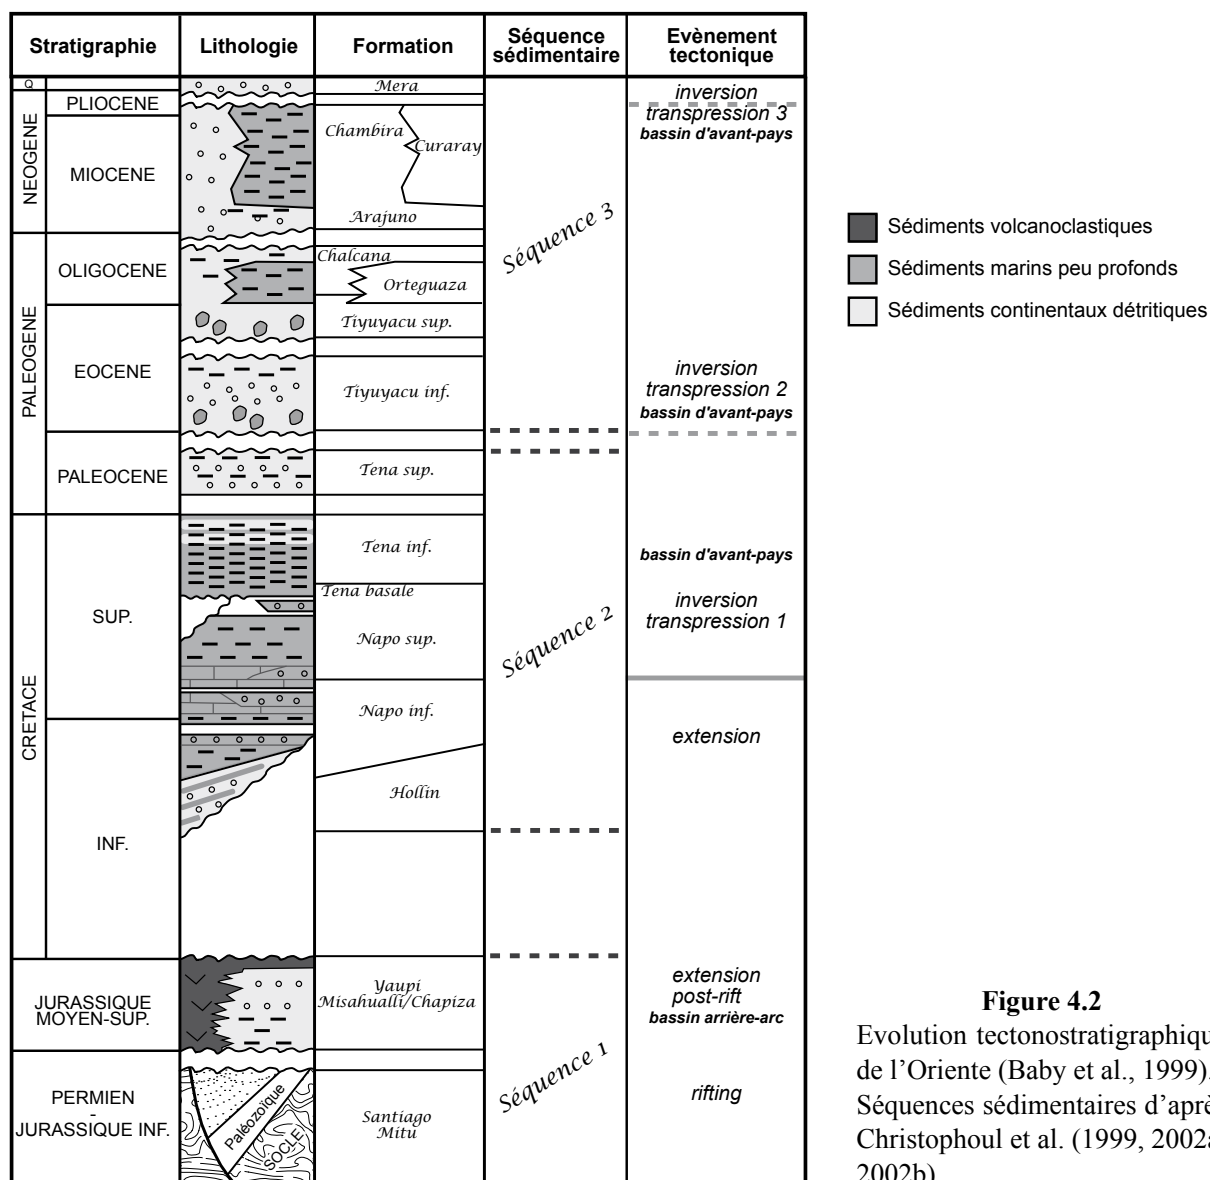 Stratigraphie
Lithologie
Formation
Séquence
sédimentaire
Evènement
tectonique
Q
NEOGENE
PLIOCENE
MIOCENE
PALEOGENE
OLIGOCENE
EOCENE
PALEOCENE
CRETACE
SUP.
INF.
JURASSIQUE
MOYEN-SUP.
PERMIEN
-
JURASSIQUE INF.
Paléozoïque
SOCLE
Mera
Chambira
Curaray
Arajuno
Chalcana
Orteguaza
Tiyuyacu sup.
Tiyuyacu inf.
Tena sup.
Tena inf.
Tena basale
Napo sup.
Napo inf.
Hollin
Yaupi
Misahualli/Chapiza
Santiago
Mitu
Séquence 3
Séquence 2
Séquence 1
inversion
transpression 3
bassin d'avant-pays
inversion
transpression 2
bassin d'avant-pays
bassin d'avant-pays
inversion
transpression 1
extension
extension
post-rift
bassin arrière-arc
rifting
Sédiments volcanoclastiques
Sédiments marins peu profonds
Sédiments continentaux détritiques
Figure 4.2
Evolution tectonostratigraphiqu
de l'Oriente (Baby et al., 1999).
Séquences sédimentaires d'aprè
Christophoul et al. (1999, 2002a
2002b)